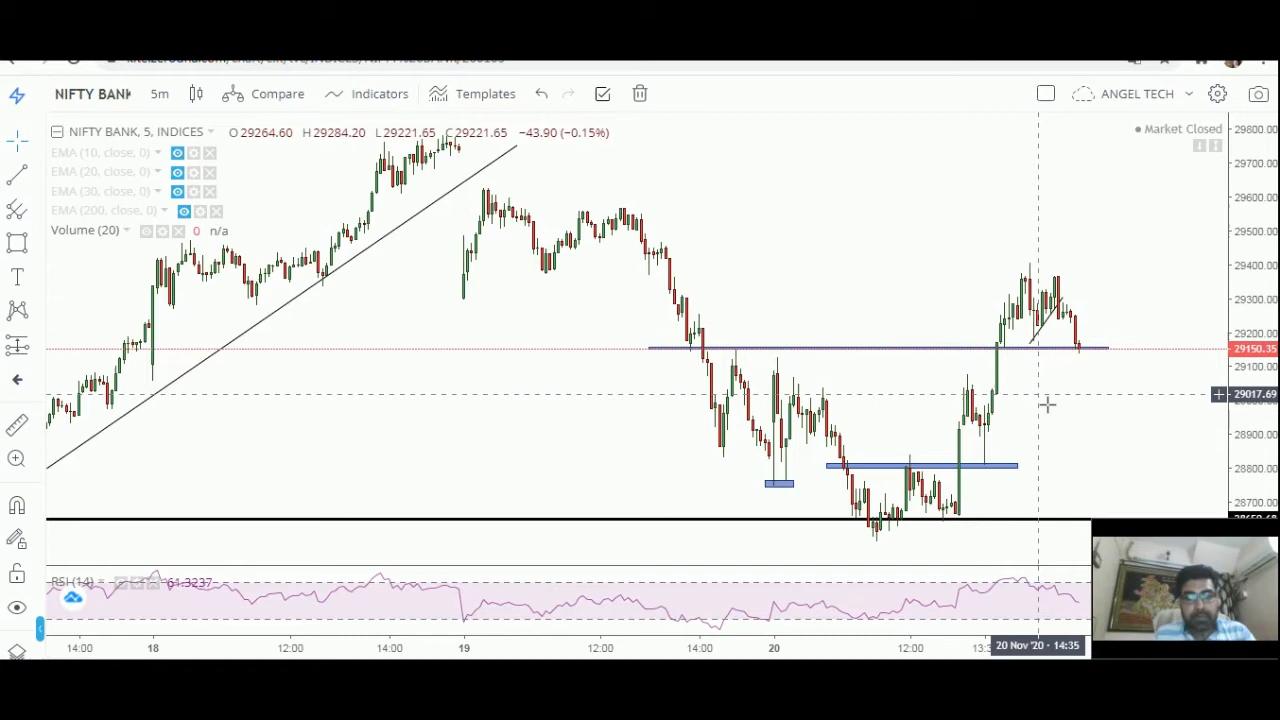 NIFTY BANK 5m Compare Indicators Templates ANGEL TECH
NIFTY BANK, 5, INDICES O29264.60 H29284.20 L29221.65 C29221.65 −43.90 (−0.15%)
Market Closed
EMA (10, close, 0)
EMA (20, close, 0)
EMA (30, close, 0)
EMA (200, close, 0)
Volume (20) 0 n/a
29800.00
29700.00
29600.00
29500.00
29400.00
29300.00
29200.00
29150.35
29100.00
29017.69
28900.00
28800.00
28700.00
RSI (14) 61.3237
14:00 18 12:00 14:00 19 12:00 14:00 20 12:00 20 Nov '20 - 14:35